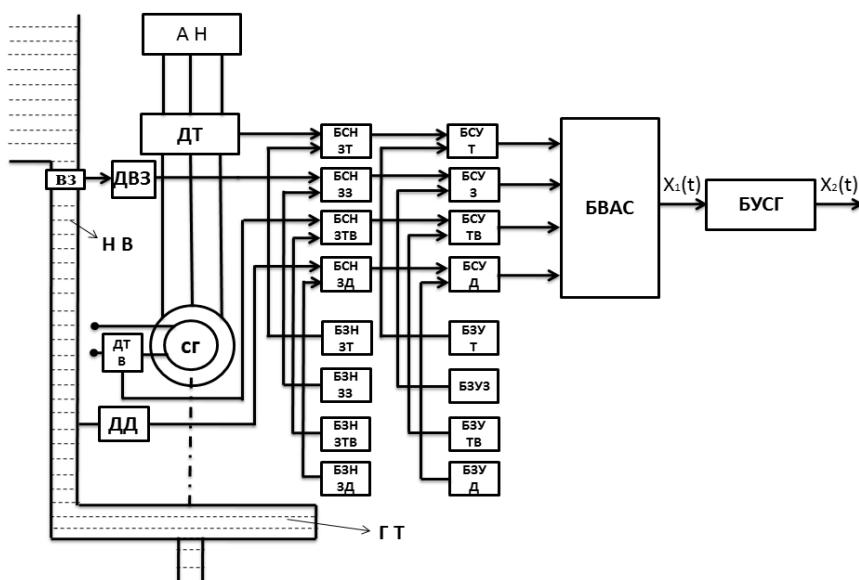 А Н
ДТ
БСН
ЗТ
БСУ
Т
ВЗ
ДВЗ
БСН
ЗЗ
БСУ
З
БВАС
X₁(t)
БУСГ
X₂(t)
Н В
БСН
ЗТВ
БСУ
ТВ
БСН
ЗД
БСУ
Д
ДТ
В
СГ
БЗН
ЗТ
БЗУ
Т
БЗН
ЗЗ
БЗУЗ
ДД
БЗН
ЗТВ
БЗУ
ТВ
БЗН
ЗД
БЗУ
Д
Г Т